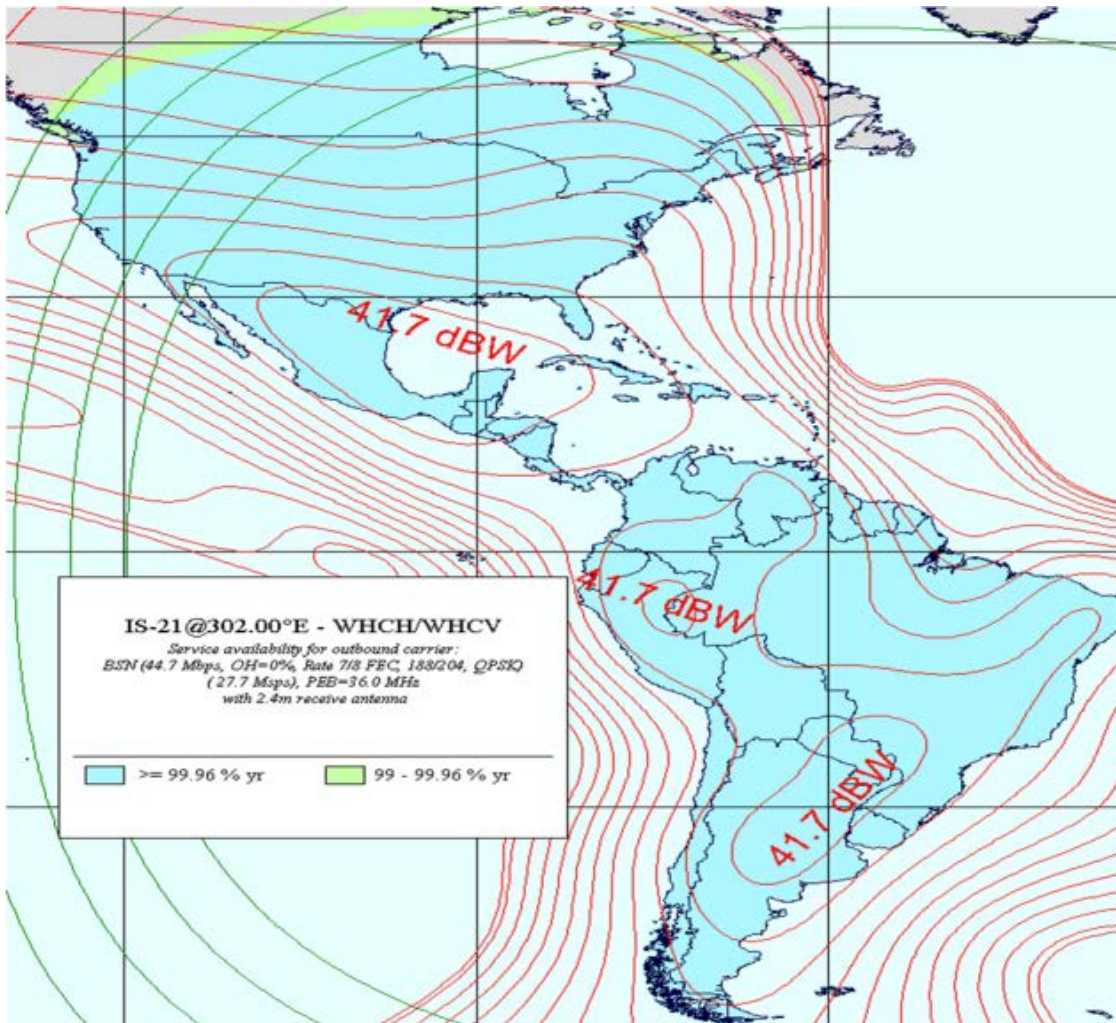 41.7 dBW
41.7 dBW
IS-21@302.00°E - WHCH/WHCV
Service availability for outbound carrier:
BSN (44.7 Mbps, OH=0%, Rate 7/8 FEC, 188/204, QPSK)
(27.7 Msps), PEB=36.0 MHz
with 2.4m receive antenna
>= 99.96 % yr
99 - 99.96 % yr
41.7 dBW